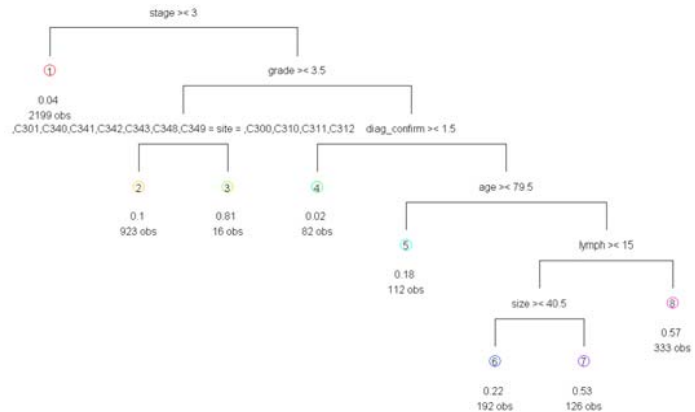 stage >< 3
①
grade >< 3.5
0.04
2199 obs
,C301,C340,C341,C342,C343,C348,C349 = site = ,C300,C310,C311,C312
diag_confirm >< 1.5
②
③
④
age >< 79.5
0.1
923 obs
0.81
16 obs
0.02
82 obs
⑤
lymph >< 15
0.18
112 obs
size >< 40.5
⑧
0.57
333 obs
⑥
⑦
0.22
192 obs
0.53
126 obs